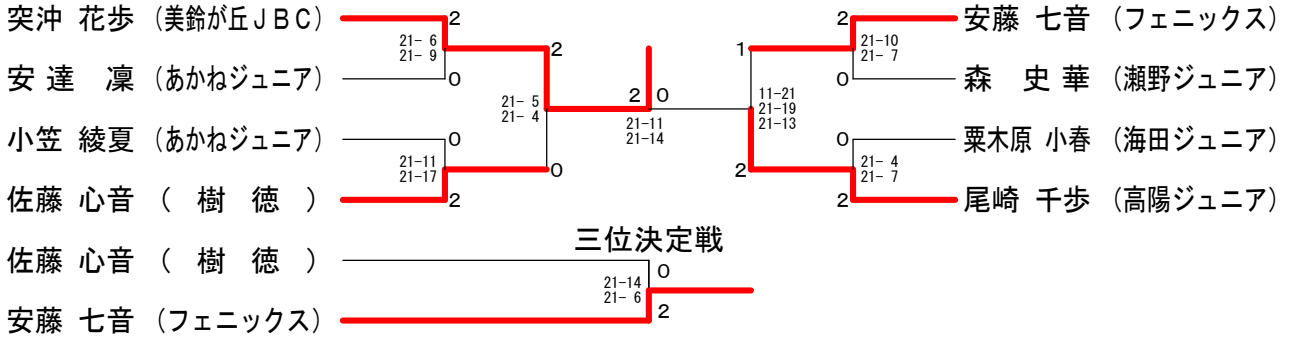 突沖 花歩 （美鈴が丘ＪＢＣ） 2 2 安藤 七音 （フェニックス）
21- 6 2 1 21-10
21- 9 21- 7
安 達 凜 （あかねジュニア） 0 0 森 史 華 （瀬野ジュニア）
21- 5 2 0 11-21
21- 4 21-11 21-19
21-14 21-13
小笠 綾夏 （あかねジュニア） 0 0 粟木原 小春 （海田ジュニア）
21-11 0 2 21- 4
21-17 21- 7
佐藤 心音 （ 樹 徳 ） 2 2 尾崎 千歩 （高陽ジュニア）
三位決定戦
佐藤 心音 （ 樹 徳 ） 0
21-14
21- 6
安藤 七音 （フェニックス） 2